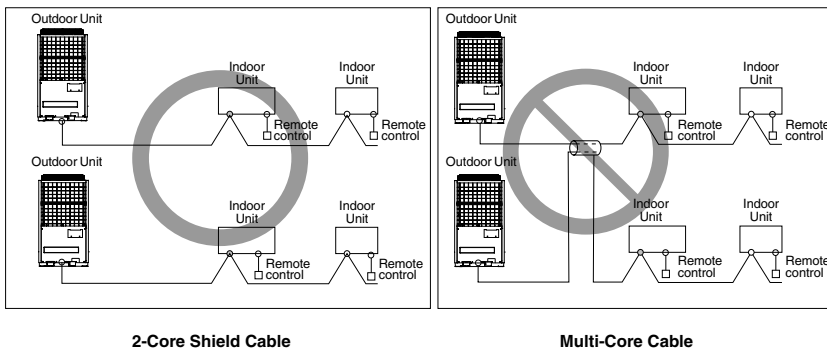 Outdoor Unit
Indoor
Unit
Indoor
Unit
Remote
control
Remote
control
Outdoor Unit
Indoor
Unit
Indoor
Unit
Remote
control
Remote
control
2-Core Shield Cable
Outdoor Unit
Indoor
Unit
Indoor
Unit
Remote
control
Remote
control
Outdoor Unit
Indoor
Unit
Indoor
Unit
Remote
control
Remote
control
Multi-Core Cable